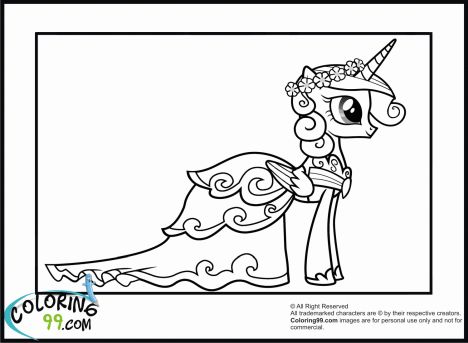 © All Right Reserved
All trademarked characters are © by their respective creators.
Coloring99.com images are for personal use only and not for
commercial.
COLORING
99.COM